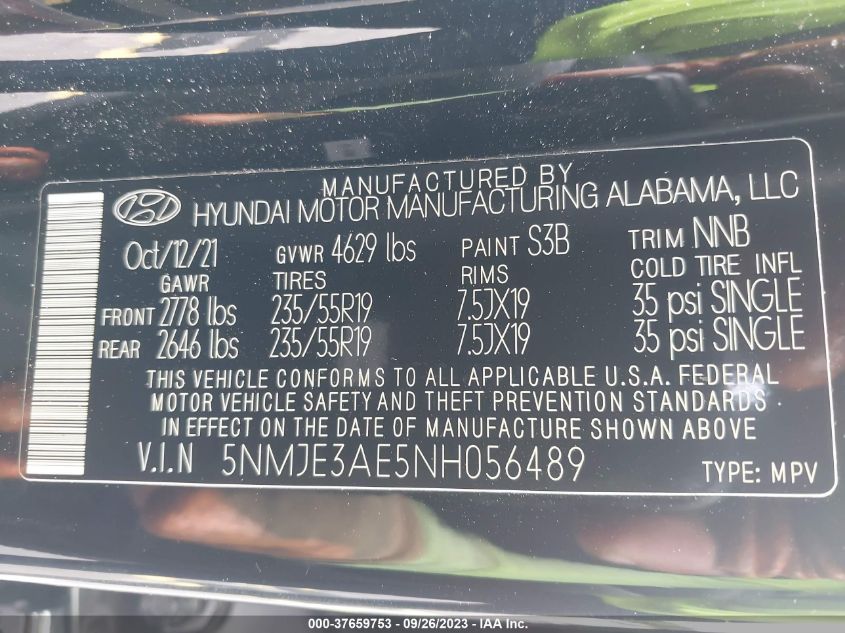 MANUFACTURED BY
HYUNDAI MOTOR MANUFACTURING ALABAMA, LLC
Oct/12/21 GVWR 4629 lbs PAINT S3B TRIM NNB
GAWR TIRES RIMS COLD TIRE INFL
FRONT 2778 lbs 235/55R19 7.5JX19 35 psi SINGLE
REAR 2646 lbs 235/55R19 7.5JX19 35 psi SINGLE
THIS VEHICLE CONFORMS TO ALL APPLICABLE U.S.A. FEDERAL
MOTOR VEHICLE SAFETY AND THEFT PREVENTION STANDARDS
IN EFFECT ON THE DATE OF MANUFACTURE SHOWN ABOVE
V.I.N 5NMJE3AE5NH056489 TYPE: MPV
000-37659753 - 09/26/2023 - IAA Inc.